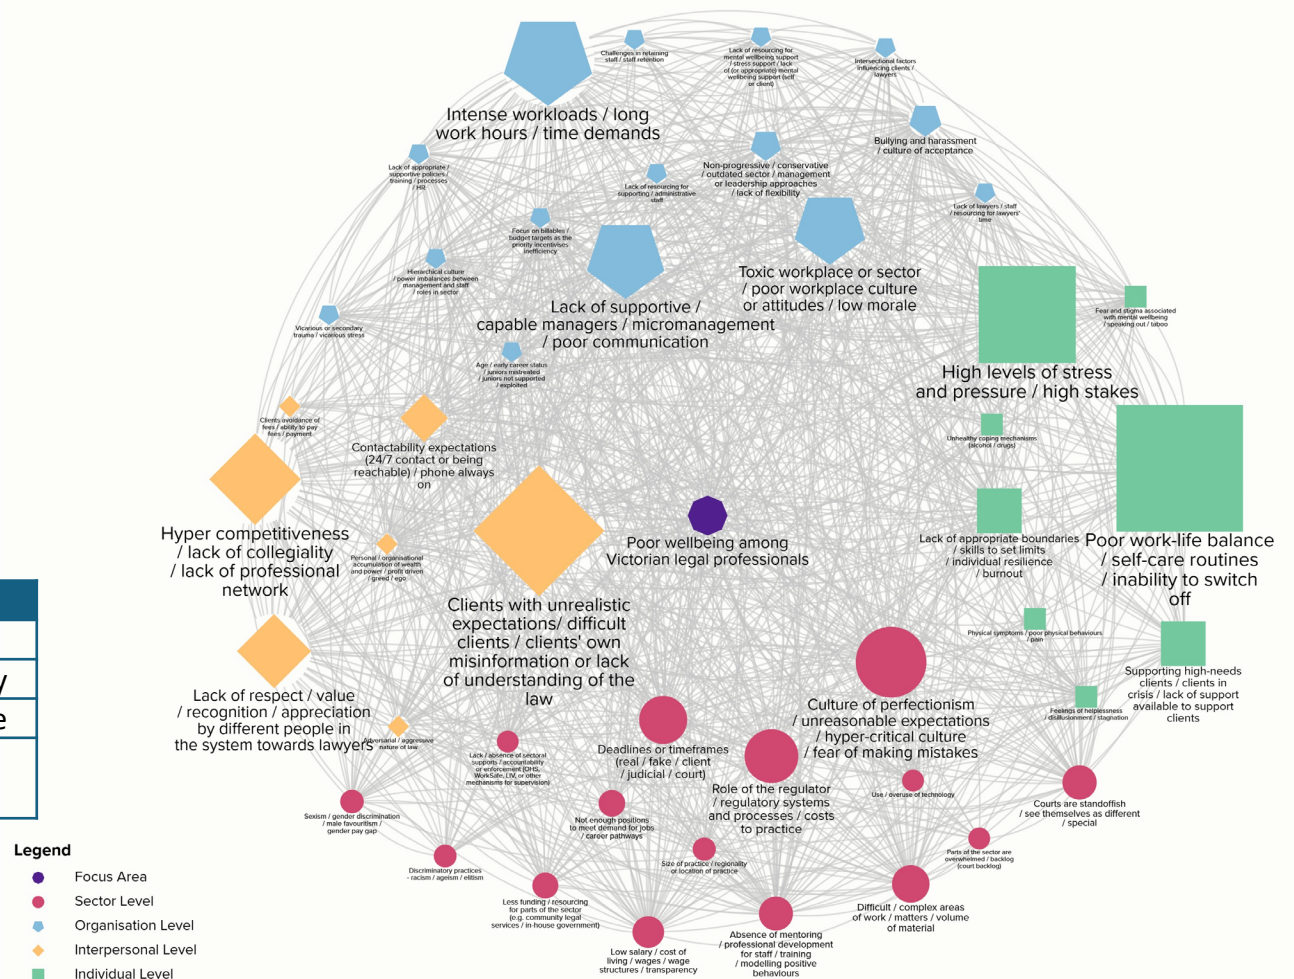 Challenges in retaining
staff / staff retention
Lack of resourcing for
mental wellbeing support
/ stress support / lack
of (or appropriate) mental
wellbeing support (self
or client)
Intersectional factors
influencing clients /
lawyers
Intense workloads / long
work hours / time demands
Bullying and harassment
/ culture of acceptance
Lack of appropriate /
supportive policies /
training / processes
/ HR
Lack of resourcing for
supporting / administrative
staff
Non-progressive / conservative
/ outdated sector / management
or leadership approaches
/ lack of flexibility
Lack of lawyers / staff
/ resourcing for lawyers'
time
Focus on billables /
budget targets as the
priority incentivises
inefficiency
Hierarchical culture
/ power imbalances between
management and staff
/ roles in sector
Toxic workplace or sector
/ poor workplace culture
or attitudes / low morale
Lack of supportive /
capable managers / micromanagement
/ poor communication
Vicarious or secondary
trauma / vicarious stress
Fear and stigma associated
with mental wellbeing
/ speaking out / taboo
Age / early career status
/ juniors mistreated
/ juniors not supported
/ exploited
High levels of stress
and pressure / high stakes
Clients avoidance of
fees / ability to pay
fees / payment
Contactability expectations
(24/7 contact or being
reachable) / phone always
on
Unhealthy coping mechanisms
(alcohol / drugs)
Hyper competitiveness
/ lack of collegiality
/ lack of professional
network
Personal / organisational
accumulation of wealth
and power / profit driven
/ greed / ego
Poor wellbeing among
Victorian legal professionals
Lack of appropriate boundaries
/ skills to set limits
/ individual resilience
/ burnout
Poor work-life balance
/ self-care routines
/ inability to switch
off
Clients with unrealistic
expectations/ difficult
clients / clients' own
misinformation or lack
of understanding of the
law
Physical symptoms / poor physical behaviours
/ pain
Supporting high-needs
clients / clients in
crisis / lack of support
available to support
clients
Lack of respect / value
/ recognition / appreciation
by different people in
the system towards lawyers
Adversarial / aggressive
nature of law
Feelings of helplessness
/ disillusionment / stagnation
Culture of perfectionism
/ unreasonable expectations
/ hyper-critical culture
/ fear of making mistakes
Deadlines or timeframes
(real / fake / client
/ judicial / court)
Lack / absence of sectoral
supports / accountability
or enforcement (OHS,
WorkSafe, LIV, or other
mechanisms for supervision)
Role of the regulator
/ regulatory systems
and processes / costs
to practice
Use / overuse of technology
Courts are standoffish
/ see themselves as different
/ special
Sexism / gender discrimination
/ male favouritism /
gender pay gap
Not enough positions
to meet demand for jobs
/ career pathways
Size of practice / regionality
or location of practice
Parts of the sector are
overwhelmed / backlog
(court backlog)
Discriminatory practices
- racism / ageism / elitism
Less funding / resourcing
for parts of the sector
(e.g. community legal
services / in-house government)
Difficult / complex areas
of work / matters / volume
of material
Low salary / cost of
living / wages / wage
structures / transparency
Absence of mentoring
/ professional development
for staff / training
/ modelling positive
behaviours
y
e
Legend
Focus Area
Sector Level
Organisation Level
Interpersonal Level
Individual Level